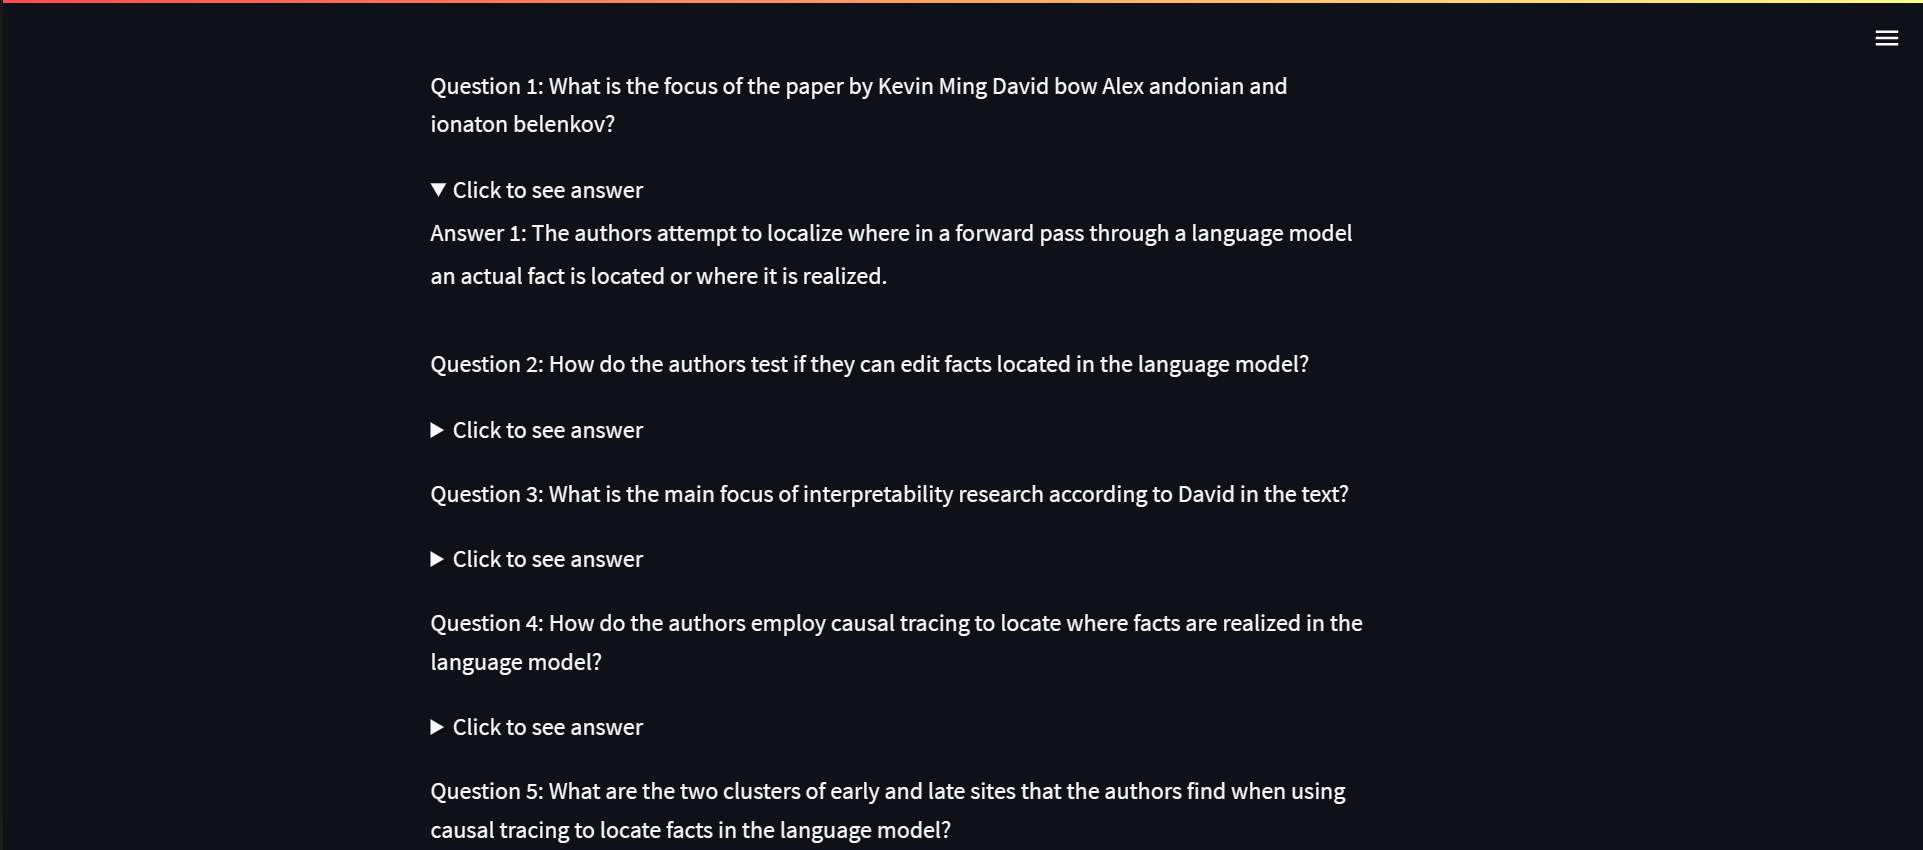 Question 1: What is the focus of the paper by Kevin Ming David bow Alex andonian and
ionaton belenkov?
Click to see answer
Answer 1: The authors attempt to localize where in a forward pass through a language model
an actual fact is located or where it is realized.
Question 2: How do the authors test if they can edit facts located in the language model?
Click to see answer
Question 3: What is the main focus of interpretability research according to David in the text?
Click to see answer
Question 4: How do the authors employ causal tracing to locate where facts are realized in the
language model?
Click to see answer
Question 5: What are the two clusters of early and late sites that the authors find when using
causal tracing to locate facts in the language model?